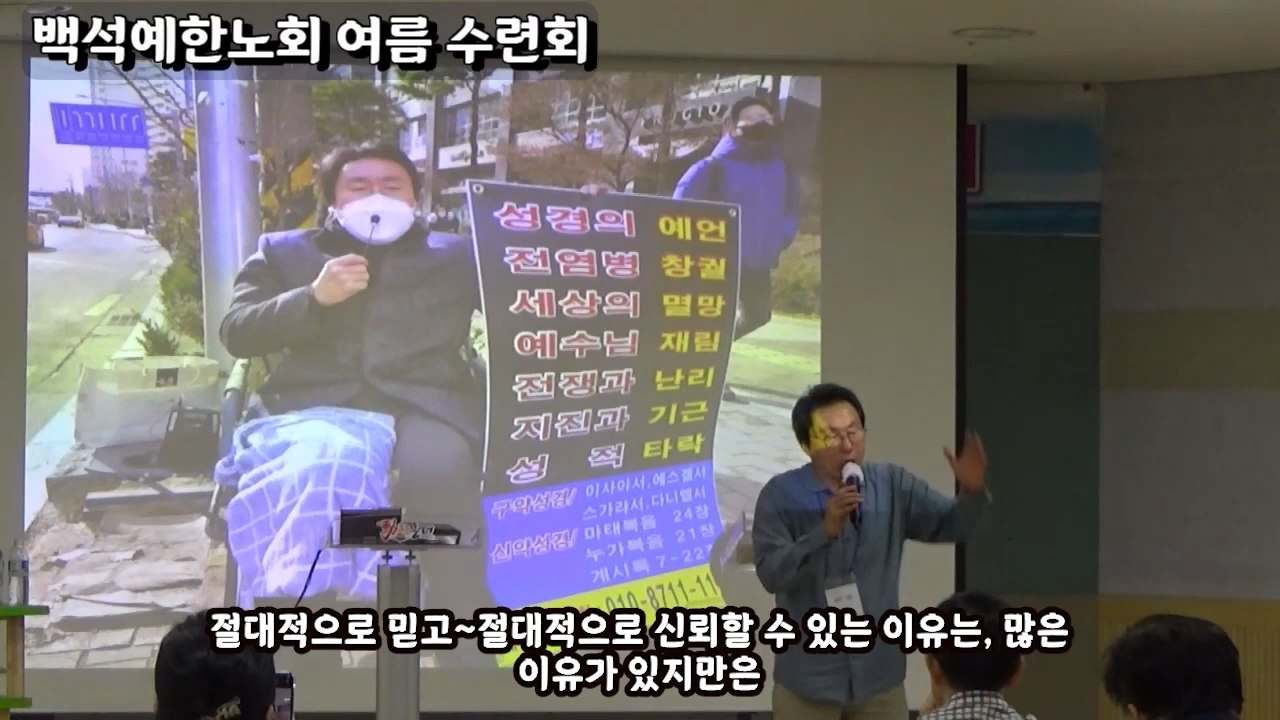 백석예한노회 여름 수련회
성경의 예언
전염병 창궐
세상의 멸망
예수님 재림
전쟁과 난리
지진과 기근
성 적 타락
구약성경/ 이사야서.에스겔서
스가랴서.다니엘서
신약성경/ 마태복음 24장
누가복음 21장
계시록 7-22
010-8711-11
절대적으로 믿고~절대적으로 신뢰할 수 있는 이유는, 많은
이유가 있지만은